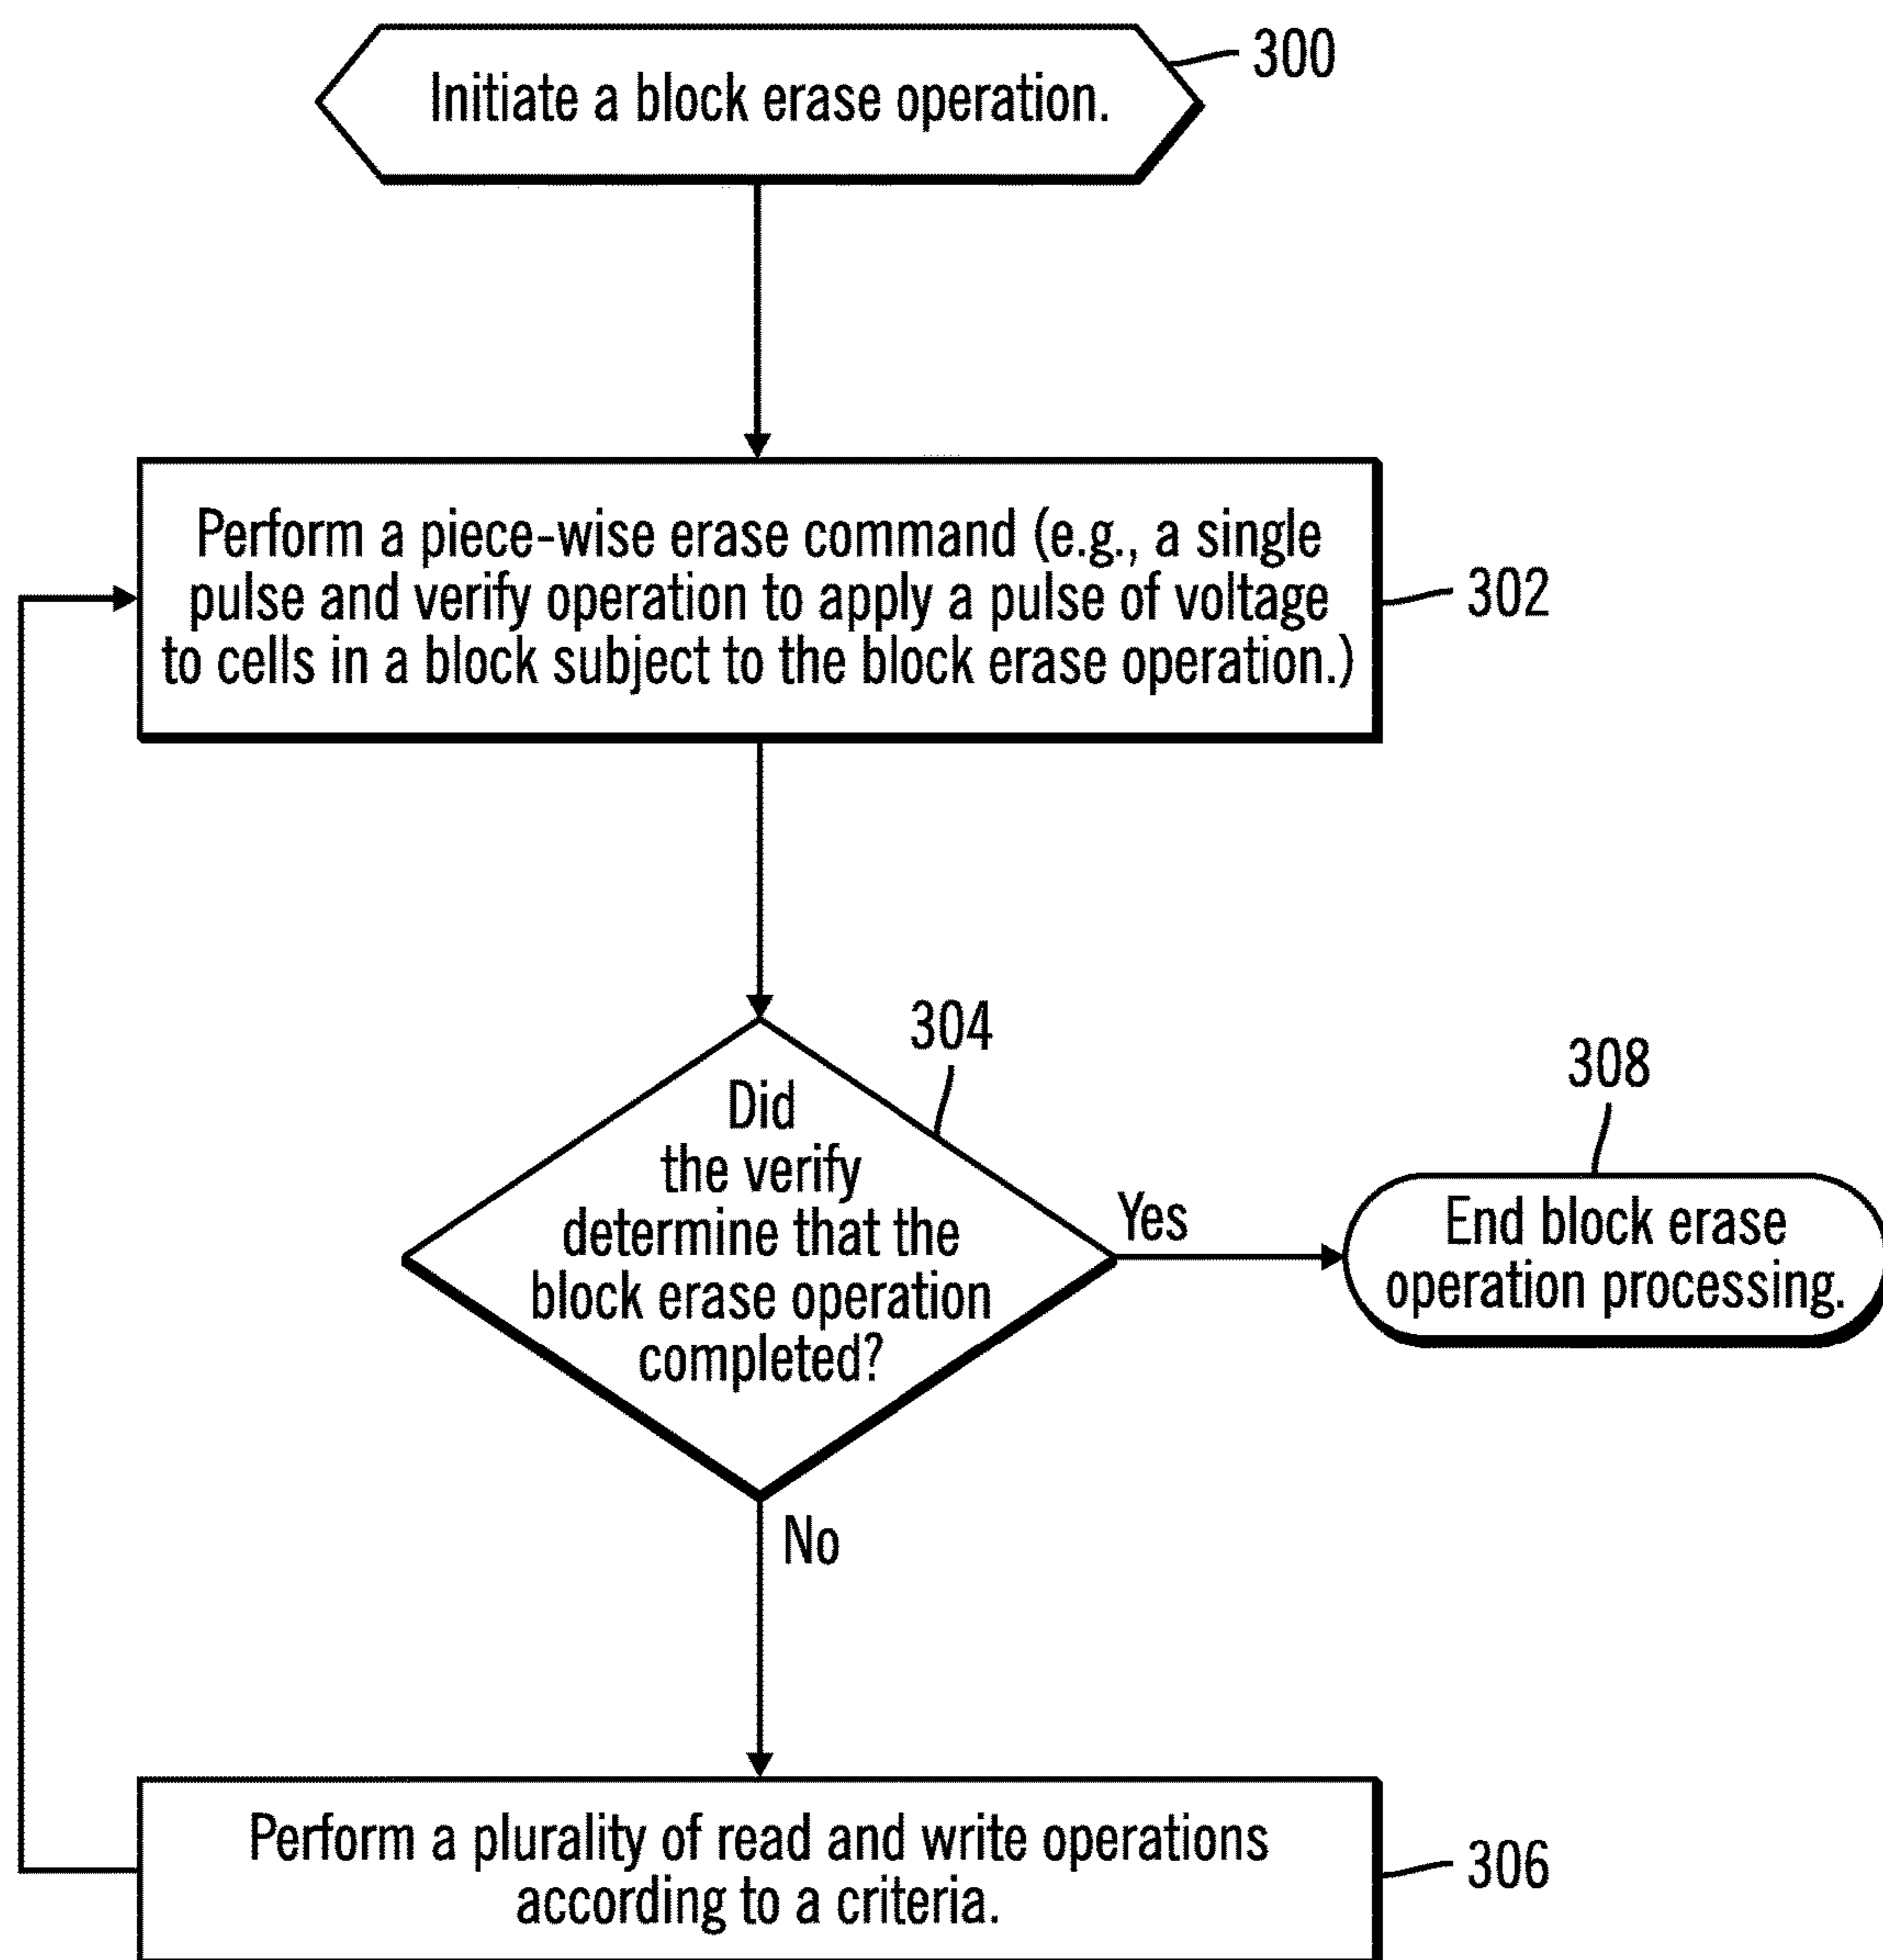 Initiate a block erase operation.
300
Perform a piece-wise erase command (e.g., a single
pulse and verify operation to apply a pulse of voltage
to cells in a block subject to the block erase operation.)
302
304
Did
the verify
determine that the
block erase operation
completed?
Yes
308
End block erase
operation processing.
No
Perform a plurality of read and write operations
according to a criteria.
306